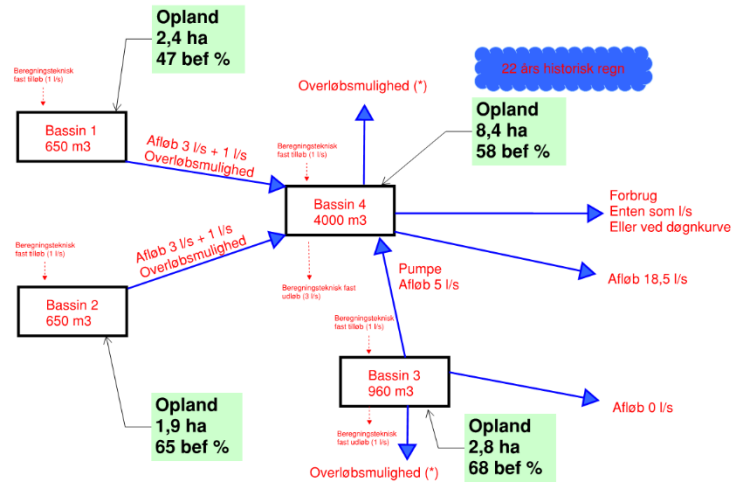 Opland
2,4 ha
47 bef %
22 års historisk regn
Beregningsteknisk
fast tilløb (1 l/s)
Overløbsmulighed (*)
Opland
8,4 ha
58 bef %
Bassin 1
650 m3
Afløb 3 l/s + 1 l/s
Overløbsmulighed
Beregningsteknisk
fast tilløb (1 l/s)
Bassin 4
4000 m3
Forbrug
Enten som l/s
Eller ved døgnkurve
Afløb 3 l/s + 1 l/s
Overløbsmulighed
Beregningsteknisk
fast tilløb (1 l/s)
Pumpe
Afløb 5 l/s
Afløb 18,5 l/s
Beregningsteknisk fast
udløb (3 l/s)
Bassin 2
650 m3
Beregningsteknisk
fast tilløb (1 l/s)
Bassin 3
960 m3
Afløb 0 l/s
Opland
1,9 ha
65 bef %
Beregningsteknisk
fast udløb (1 l/s)
Opland
2,8 ha
68 bef %
Overløbsmulighed (*)